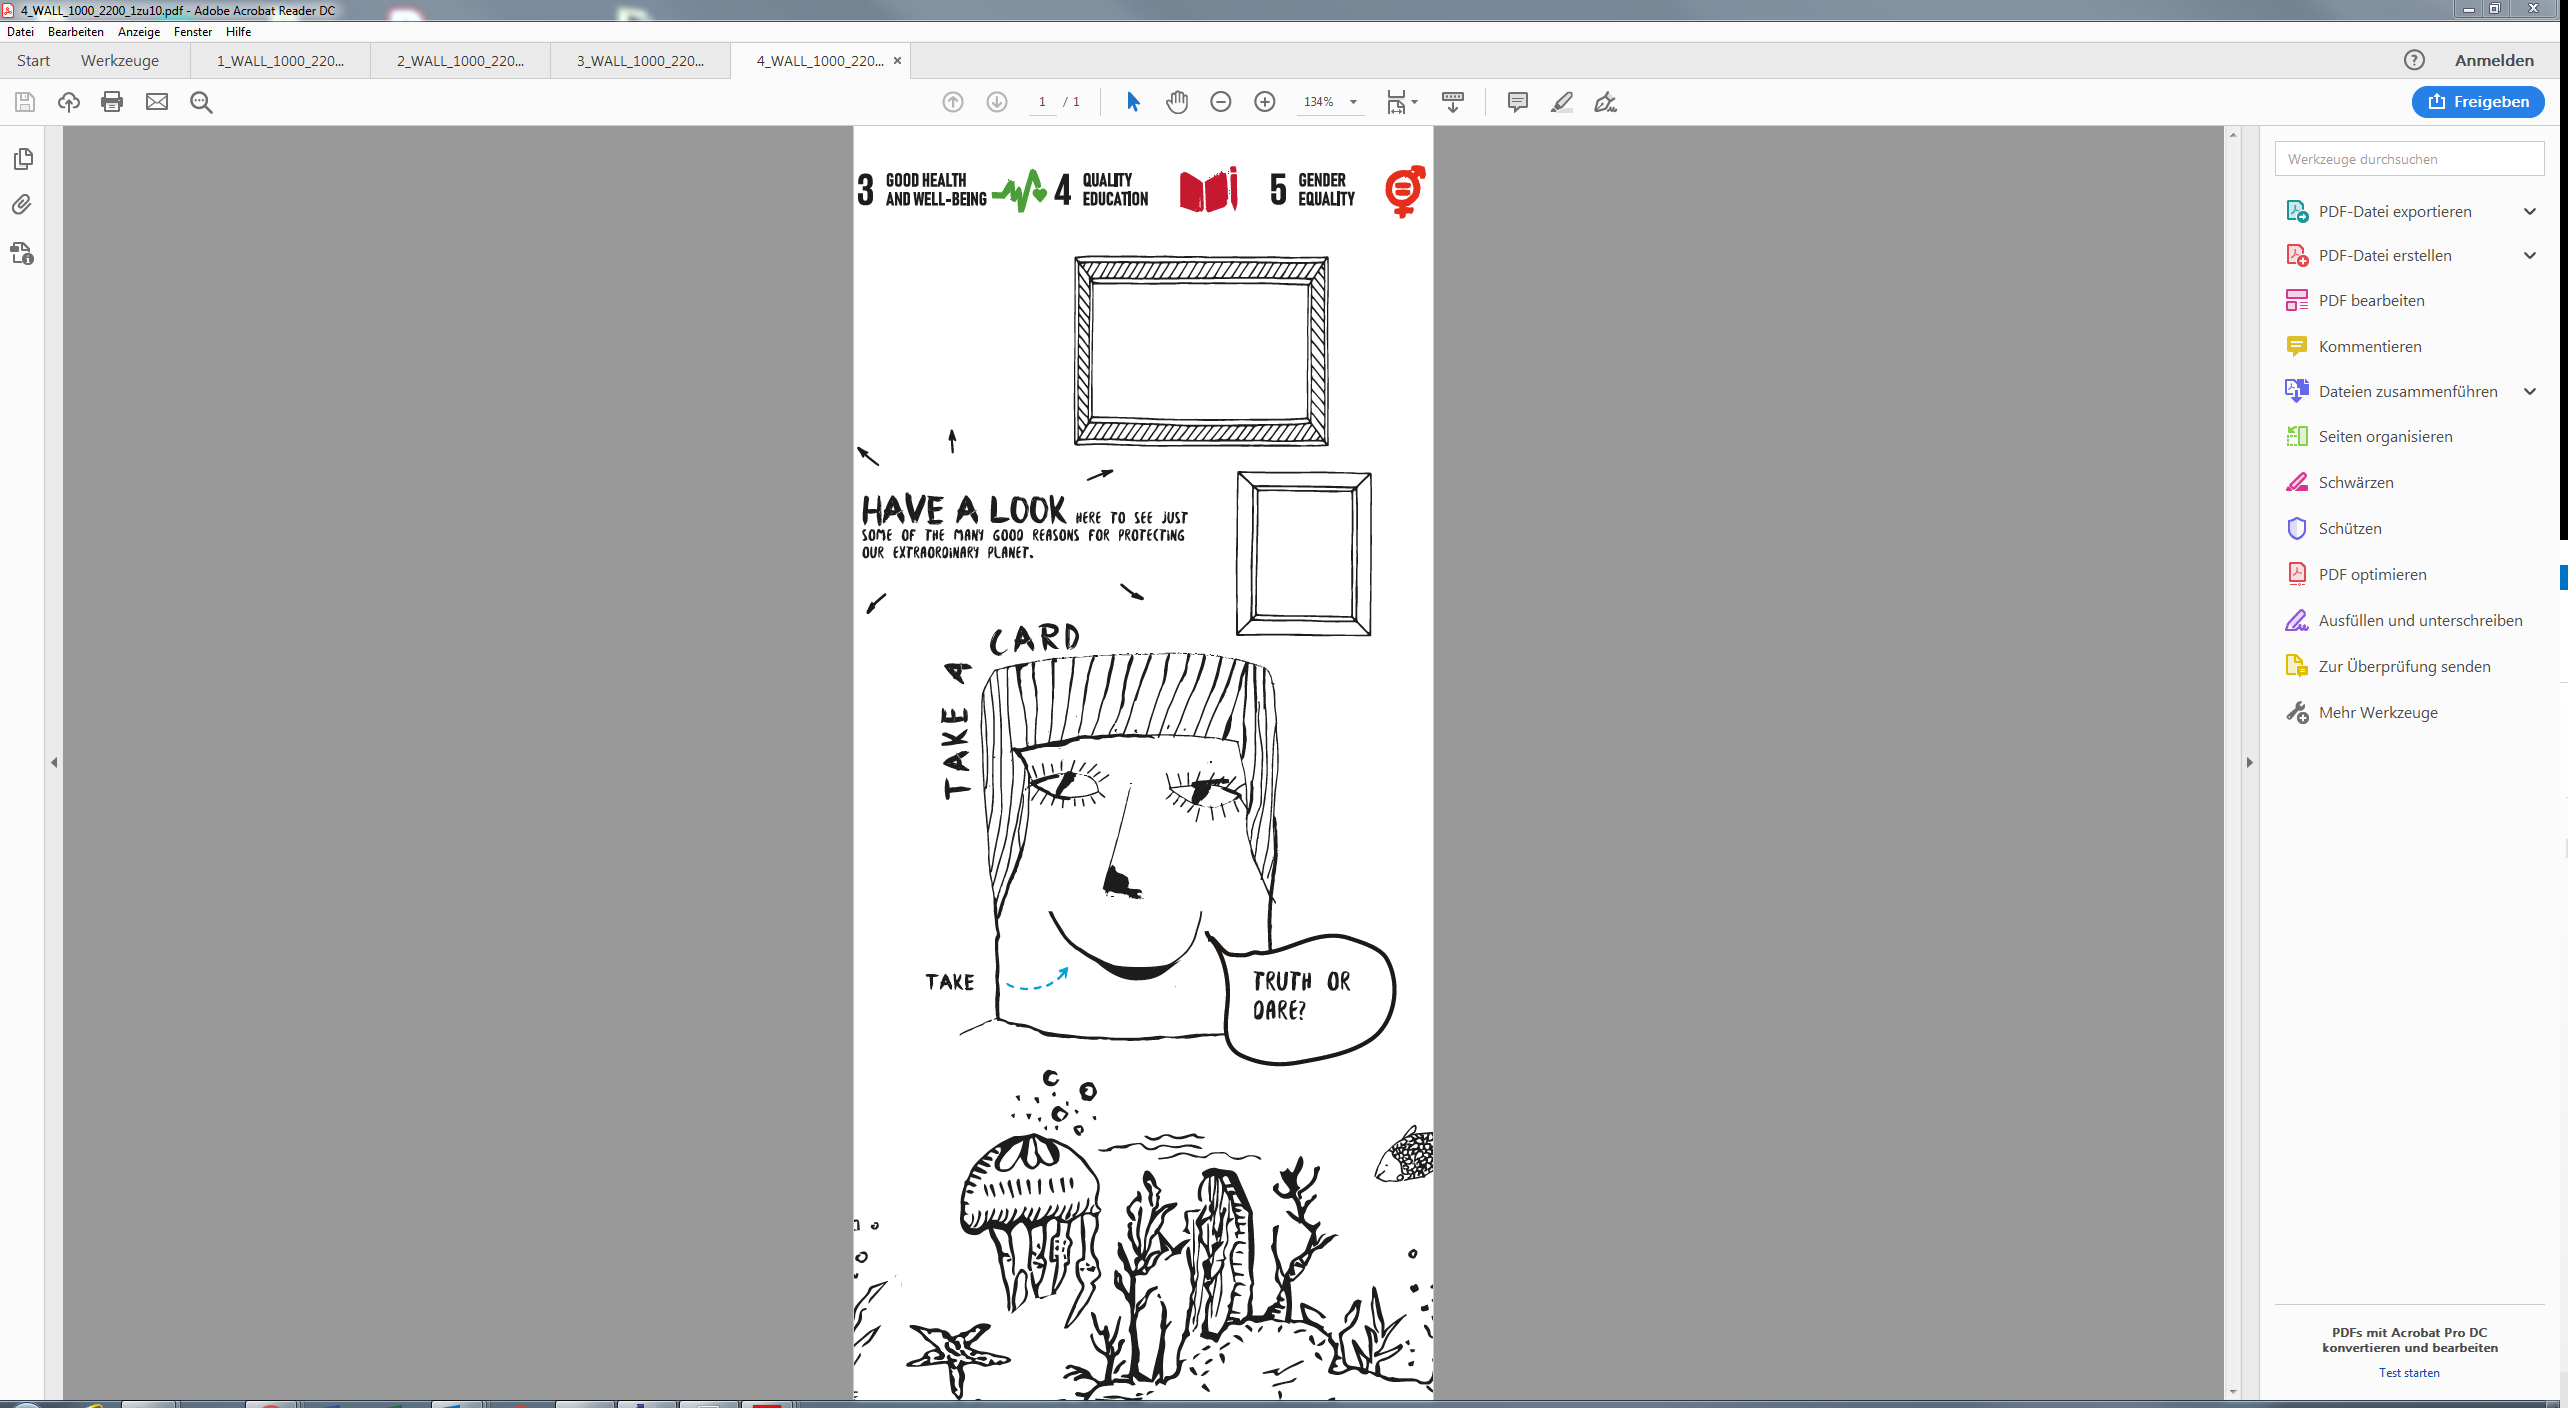 4_WALL_1000_2200_1zu10.pdf - Adobe Acrobat Reader DC
Datei Bearbeiten Anzeige Fenster Hilfe
Start Werkzeuge 1_WALL_1000_220... 2_WALL_1000_220... 3_WALL_1000_220... 4_WALL_1000_220... × Anmelden
1 / 1 134% Freigeben
3 GOOD HEALTH AND WELL-BEING
4 QUALITY EDUCATION
5 GENDER EQUALITY
HAVE A LOOK HERE TO SEE JUST
SOME OF THE MANY GOOD REASONS FOR PROTECTING
OUR EXTRAORDINARY PLANET.
TAKE A CARD
TAKE
TRUTH OR
DARE?
Werkzeuge durchsuchen
PDF-Datei exportieren
PDF-Datei erstellen
PDF bearbeiten
Kommentieren
Dateien zusammenführen
Seiten organisieren
Schwärzen
Schützen
PDF optimieren
Ausfüllen und unterschreiben
Zur Überprüfung senden
Mehr Werkzeuge
PDFs mit Acrobat Pro DC
konvertieren und bearbeiten
Test starten